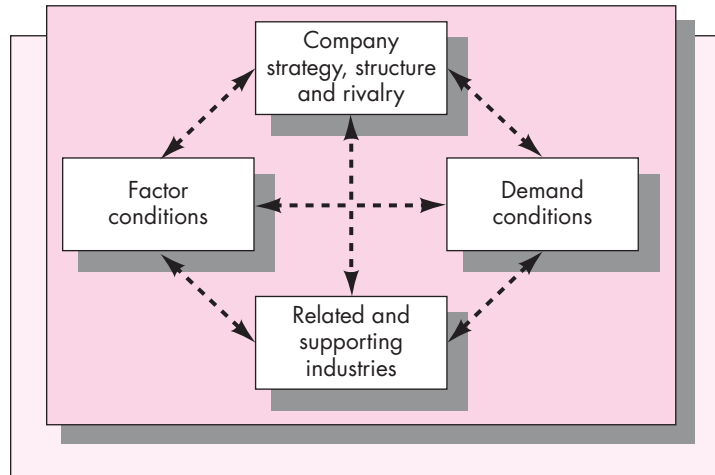 Company
strategy, structure
and rivalry
Factor
conditions
Demand
conditions
Related and
supporting
industries